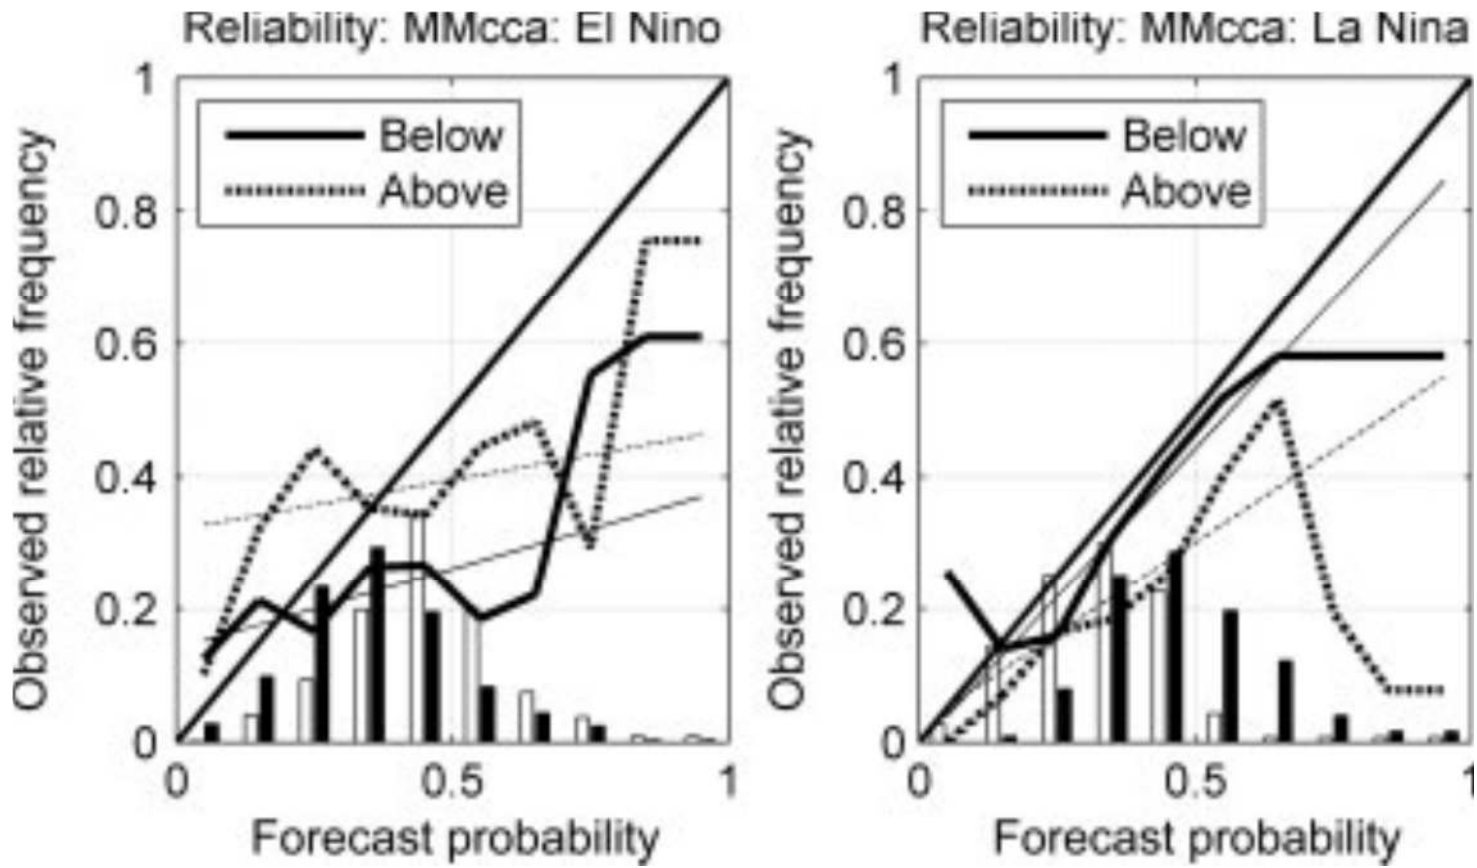 Reliability: MMcca: El Nino
Observed relative frequency
1
0.8
0.6
0.4
0.2
0
Below
Above
0
0.5
1
Forecast probability
Reliability: MMcca: La Nina
Observed relative frequency
1
0.8
0.6
0.4
0.2
0
Below
Above
0
0.5
1
Forecast probability